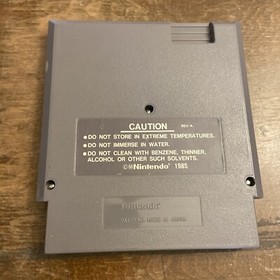 CAUTION REV-A
•DO NOT STORE IN EXTREME TEMPERATURES.
•DO NOT IMMERSE IN WATER.
•DO NOT CLEAN WITH BENZENE, THINNER,
ALCOHOL OR OTHER SUCH SOLVENTS.
©Nintendo® 1985
Nintendo